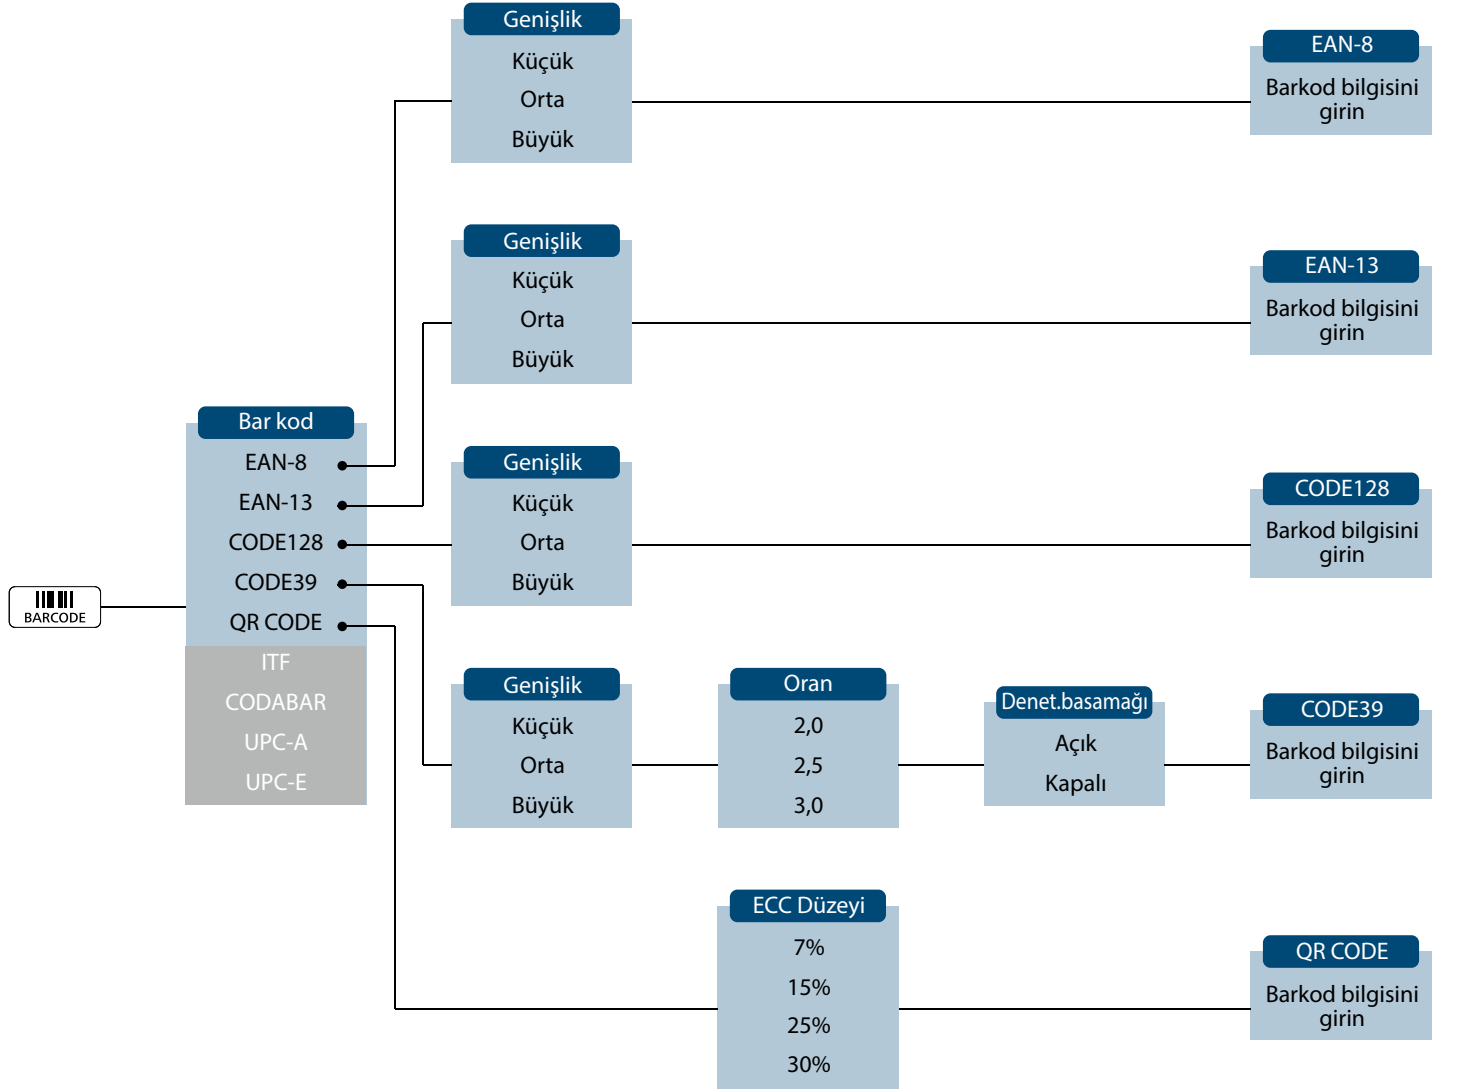 BARCODE
Bar kod
EAN-8
EAN-13
CODE128
CODE39
QR CODE
ITF
CODABAR
UPC-A
UPC-E
Genişlik
Küçük
Orta
Büyük
EAN-8
Barkod bilgisini
girin
Genişlik
Küçük
Orta
Büyük
EAN-13
Barkod bilgisini
girin
Genişlik
Küçük
Orta
Büyük
CODE128
Barkod bilgisini
girin
Genişlik
Küçük
Orta
Büyük
Oran
2,0
2,5
3,0
Denet.basamağı
Açık
Kapalı
CODE39
Barkod bilgisini
girin
ECC Düzeyi
7%
15%
25%
30%
QR CODE
Barkod bilgisini
girin